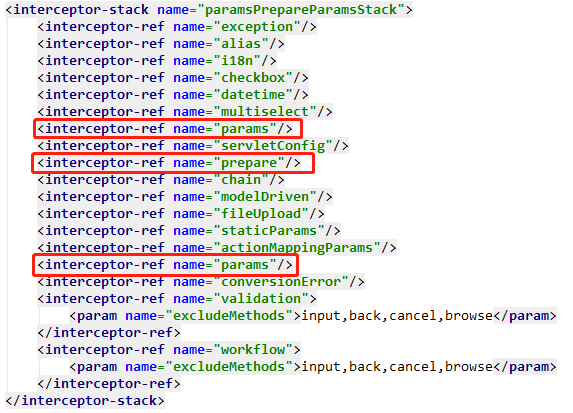 <interceptor-stack name="paramsPrepareParamsStack">
<interceptor-ref name="exception"/>
<interceptor-ref name="alias"/>
<interceptor-ref name="i18n"/>
<interceptor-ref name="checkbox"/>
<interceptor-ref name="datetime"/>
<interceptor-ref name="multiselect"/>
<interceptor-ref name="params"/>
<interceptor-ref name="servletConfig"/>
<interceptor-ref name="prepare"/>
<interceptor-ref name="chain"/>
<interceptor-ref name="modelDriven"/>
<interceptor-ref name="fileUpload"/>
<interceptor-ref name="staticParams"/>
<interceptor-ref name="actionMappingParams"/>
<interceptor-ref name="params"/>
<interceptor-ref name="conversionError"/>
<interceptor-ref name="validation">
<param name="excludeMethods">input,back,cancel,browse</param>
</interceptor-ref>
<interceptor-ref name="workflow">
<param name="excludeMethods">input,back,cancel,browse</param>
</interceptor-ref>
</interceptor-stack>